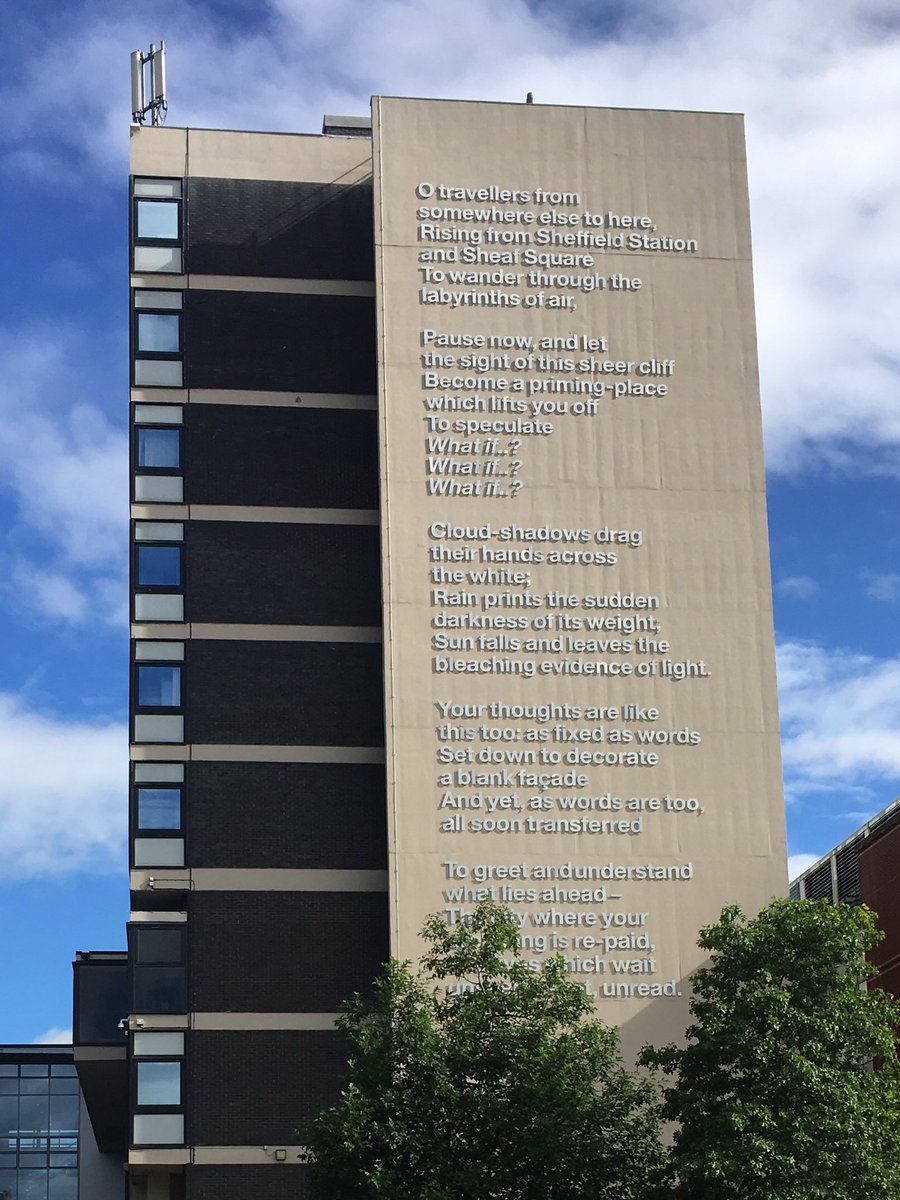 O travellers from
somewhere else to here,
Rising from Sheffield Station
and Sheaf Square
To wander through the
labyrinths of air,
Pause now, and let
the sight of this sheer cliff
Become a priming-place
which lifts you off
To speculate
What if..?
What if..?
What if..?
Cloud-shadows drag
their hands across
the white;
Rain prints the sudden
darkness of its weight;
Sun falls and leaves the
bleaching evidence of light.
Your thoughts are like
this too: as fixed as words
Set down to decorate
a blank façade
And yet, as words are too,
all soon transferred
To greet and understand
what lies ahead –
where your
is re-paid,
which wait
unread.